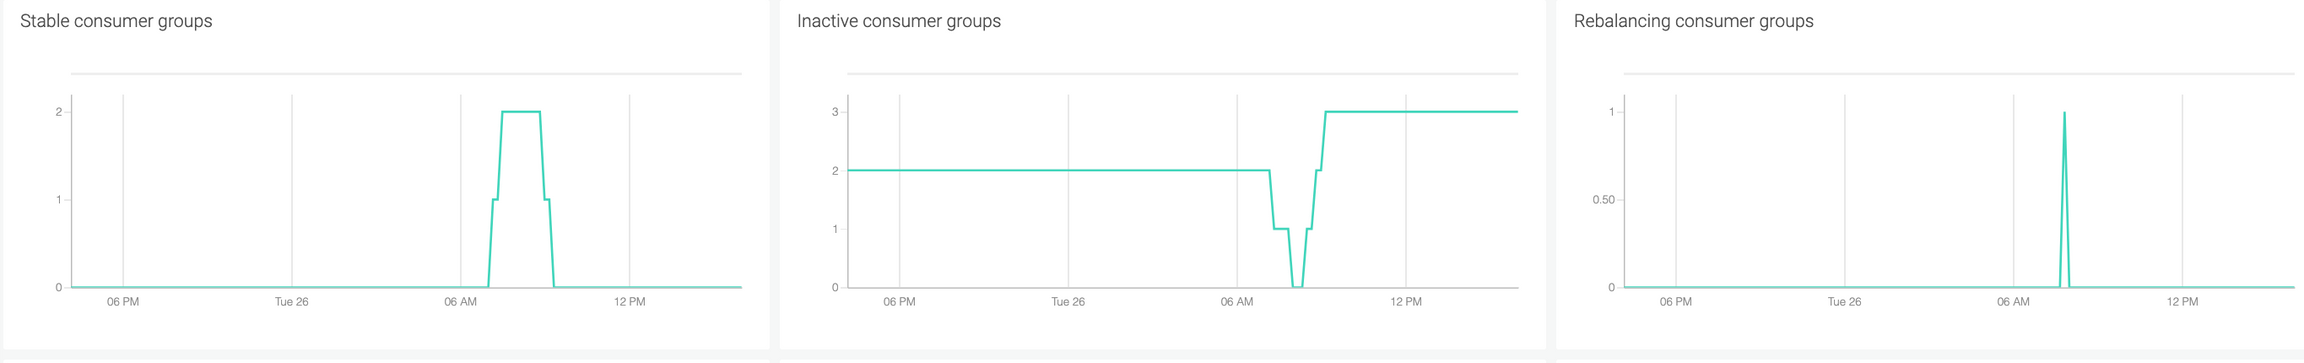 Stable consumer groups
2
1
0
06 PM Tue 26 06 AM 12 PM
Inactive consumer groups
3
2
1
0
06 PM Tue 26 06 AM 12 PM
Rebalancing consumer groups
1
0.50
0
06 PM Tue 26 06 AM 12 PM